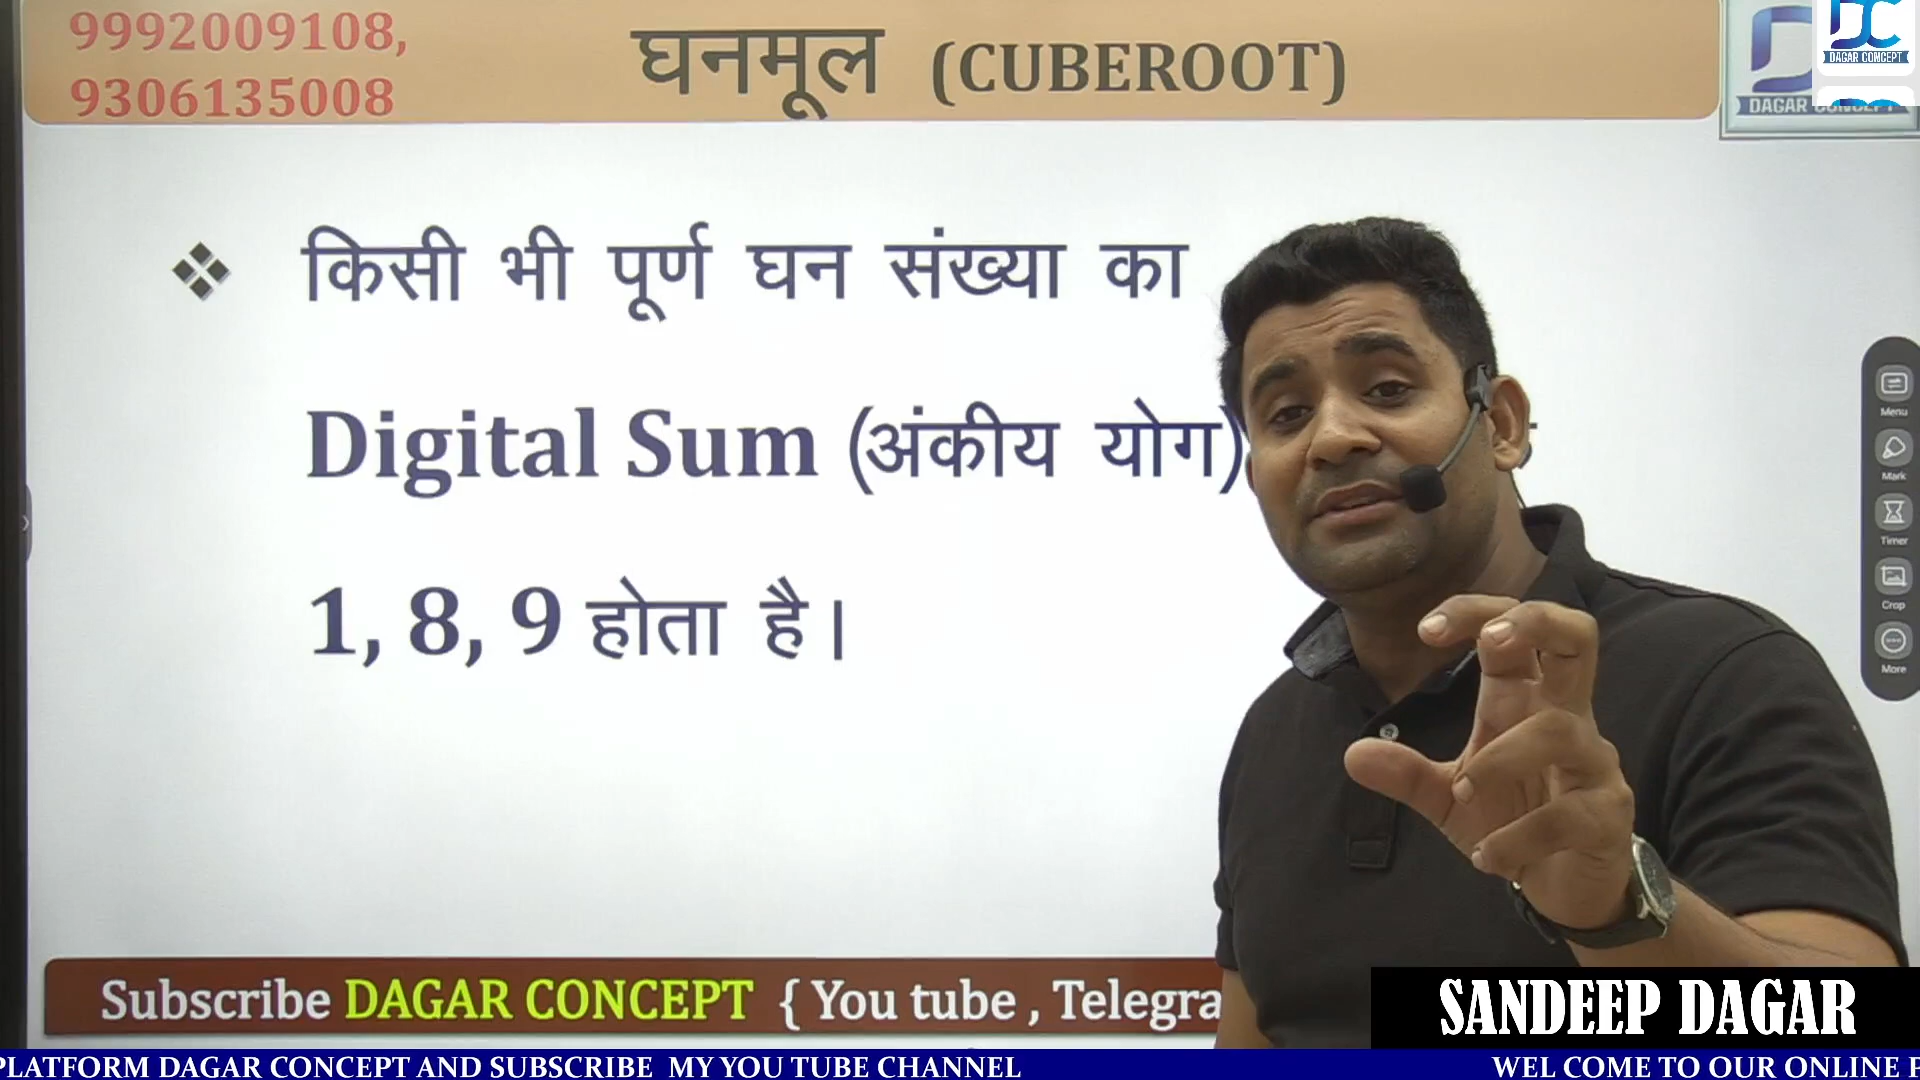 9992009108,
9306135008
घनमूल (CUBEROOT)
DAGAR CONCEPT
DAGAR CONCEPT
किसी भी पूर्ण घन संख्या का
Digital Sum (अंकीय योग)
1, 8, 9 होता है।
Menu
Mark
Timer
Crop
More
Subscribe DAGAR CONCEPT { You tube , Telegra
SANDEEP DAGAR
PLATFORM DAGAR CONCEPT AND SUBSCRIBE MY YOU TUBE CHANNEL
WEL COME TO OUR ONLINE P